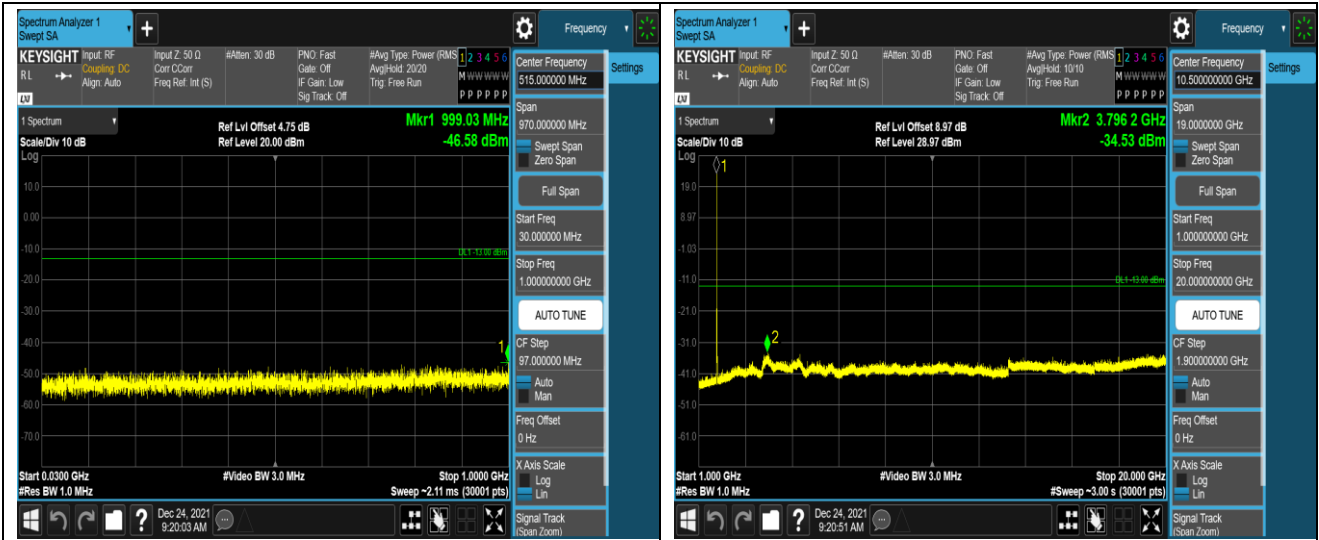 Spectrum Analyzer 1
Swept SA
+
Frequency
KEYSIGHT Input: RF Input Z: 50 Ω #Atten: 30 dB PNO: Fast #Avg Type: Power (RMS 1 2 3 4 5 6
RL Coupling: DC Corr CCorr Gate: Off Avg|Hold: 20/20 M W W W W W
Align: Auto Freq Ref: Int (S) IF Gain: Low Trig: Free Run
Sig Track: Off P P P P P P
LXI
1 Spectrum
Ref Lvl Offset 4.75 dB
Mkr1 999.03 MHz
Scale/Div 10 dB
Ref Level 20.00 dBm
-46.58 dBm
Log
10.0
0.00
-10.0
DL1 -13.00 dBm
-20.0
-30.0
-40.0
1
-50.0
-60.0
-70.0
Start 0.0300 GHz #Video BW 3.0 MHz Stop 1.0000 GHz
#Res BW 1.0 MHz Sweep ~2.11 ms (30001 pts)
Center Frequency
515.000000 MHz
Settings
Span
970.000000 MHz
Swept Span
Zero Span
Full Span
Start Freq
30.000000 MHz
Stop Freq
1.000000000 GHz
AUTO TUNE
CF Step
97.000000 MHz
Auto
Man
Freq Offset
0 Hz
X Axis Scale
Log
Lin
Signal Track
(Span Zoom)
?
Dec 24, 2021
9:20:03 AM
Spectrum Analyzer 1
Swept SA
+
Frequency
KEYSIGHT Input: RF Input Z: 50 Ω #Atten: 30 dB PNO: Fast #Avg Type: Power (RMS 1 2 3 4 5 6
RL Coupling: DC Corr CCorr Gate: Off Avg|Hold: 10/10 M W W W W W
Align: Auto Freq Ref: Int (S) IF Gain: Low Trig: Free Run
Sig Track: Off P P P P P P
LXI
1 Spectrum
Ref Lvl Offset 8.97 dB
Mkr2 3.796 2 GHz
Scale/Div 10 dB
Ref Level 28.97 dBm
-34.53 dBm
Log
1
19.0
8.97
-1.03
-11.0
DL1 -13.00 dBm
-21.0
-31.0
2
-41.0
-51.0
-61.0
Start 1.000 GHz #Video BW 3.0 MHz Stop 20.000 GHz
#Res BW 1.0 MHz #Sweep ~3.00 s (30001 pts)
Center Frequency
10.500000000 GHz
Settings
Span
19.0000000 GHz
Swept Span
Zero Span
Full Span
Start Freq
1.000000000 GHz
Stop Freq
20.000000000 GHz
AUTO TUNE
CF Step
1.900000000 GHz
Auto
Man
Freq Offset
0 Hz
X Axis Scale
Log
Lin
Signal Track
(Span Zoom)
?
Dec 24, 2021
9:20:51 AM